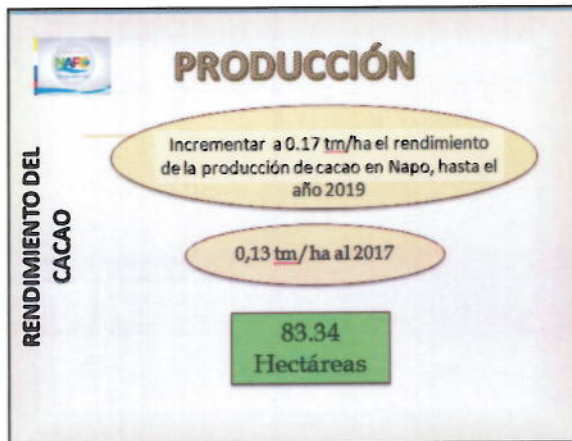 NAPO
PRODUCCIÓN
RENDIMIENTO DEL
CACAO
Incrementar a 0.17 tm/ha el rendimiento
de la producción de cacao en Napo, hasta el
año 2019
0,13 tm/ha al 2017
83.34
Hectáreas